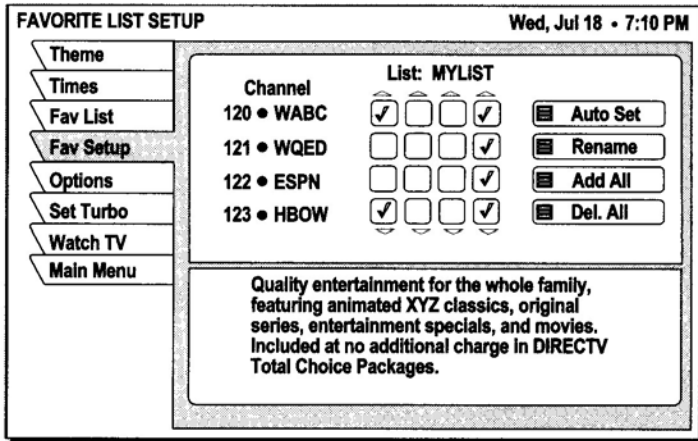 FAVORITE LIST SETUP
Wed, Jul 18 • 7:10 PM
Theme
Times
Fav List
Fav Setup
Options
Set Turbo
Watch TV
Main Menu
Channel
List: MYLIST
120 • WABC
Auto Set
121 • WQED
Rename
122 • ESPN
Add All
123 • HBOW
Del. All
Quality entertainment for the whole family,
featuring animated XYZ classics, original
series, entertainment specials, and movies.
Included at no additional charge in DIRECTV
Total Choice Packages.